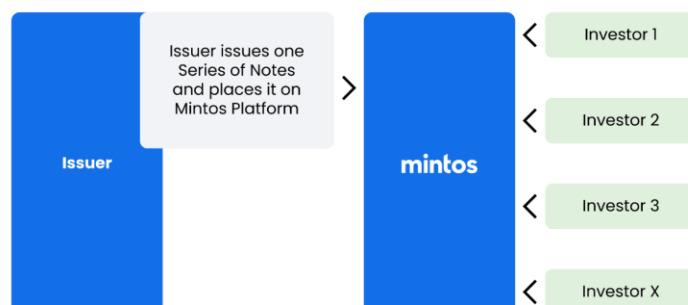 Issuer issues one
Series of Notes
and places it on
Mintos Platform
Issuer
mintos
Investor 1
Investor 2
Investor 3
Investor X